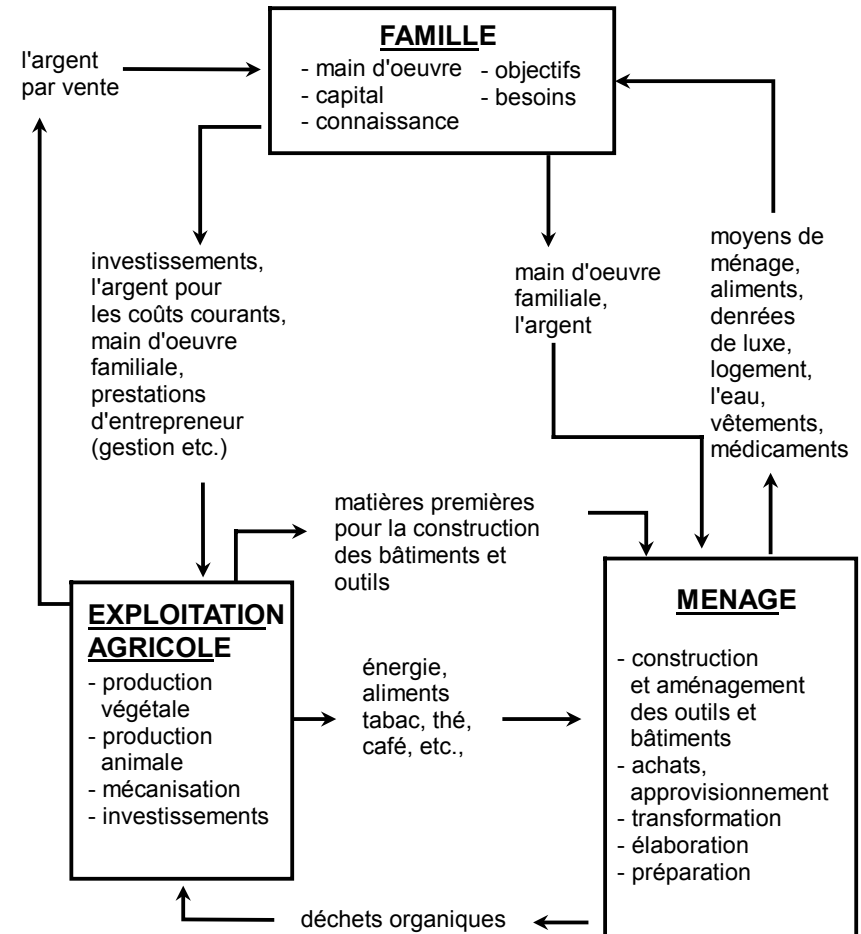 FAMILLE
- main d'oeuvre
- capital
- connaissance
- objectifs
- besoins
l'argent
par vente
investissements,
l'argent pour
les coûts courants,
main d'oeuvre
familiale,
prestations
d'entrepreneur
(gestion etc.)
main d'oeuvre
familiale,
l'argent
moyens de
ménage,
aliments,
denrées
de luxe,
logement,
l'eau,
vêtements,
médicaments
matières premières
pour la construction
des bâtiments et
outils
EXPLOITATION
AGRICOLE
- production
végétale
- production
animale
- mécanisation
- investissements
énergie,
aliments
tabac, thé,
café, etc.,
MENAGE
- construction
et aménagement
des outils et
bâtiments
- achats,
approvisionnement
- transformation
- élaboration
- préparation
déchets organiques